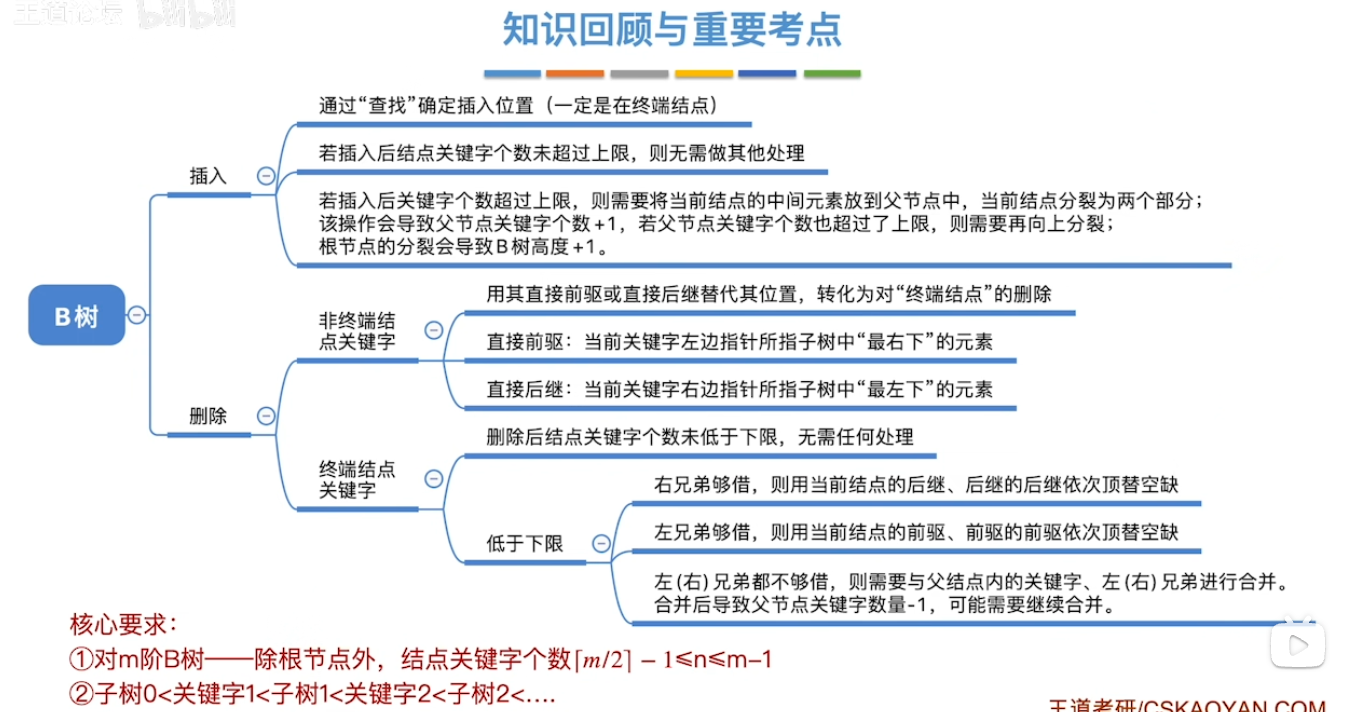 王道论坛 bilibili
知识回顾与重要考点
通过“查找”确定插入位置（一定是在终端结点）
若插入后结点关键字个数未超过上限，则无需做其他处理
插入
若插入后关键字个数超过上限，则需要将当前结点的中间元素放到父节点中，当前结点分裂为两个部分；
该操作会导致父节点关键字个数+1，若父节点关键字个数也超过了上限，则需要再向上分裂；
根节点的分裂会导致B树高度+1。
B树
用其直接前驱或直接后继替代其位置，转化为对“终端结点”的删除
非终端结
点关键字
直接前驱：当前关键字左边指针所指子树中“最右下”的元素
直接后继：当前关键字右边指针所指子树中“最左下”的元素
删除
删除后结点关键字个数未低于下限，无需任何处理
终端结点
关键字
右兄弟够借，则用当前结点的后继、后继的后继依次顶替空缺
低于下限
左兄弟够借，则用当前结点的前驱、前驱的前驱依次顶替空缺
左(右)兄弟都不够借，则需要与父结点内的关键字、左(右)兄弟进行合并。
合并后导致父节点关键字数量-1，可能需要继续合并。
核心要求：
①对m阶B树——除根节点外，结点关键字个数⌈m/2⌉ − 1≤n≤m−1
②子树0<关键字1<子树1<关键字2<子树2<….
王道考研/CSKAOYAN.COM